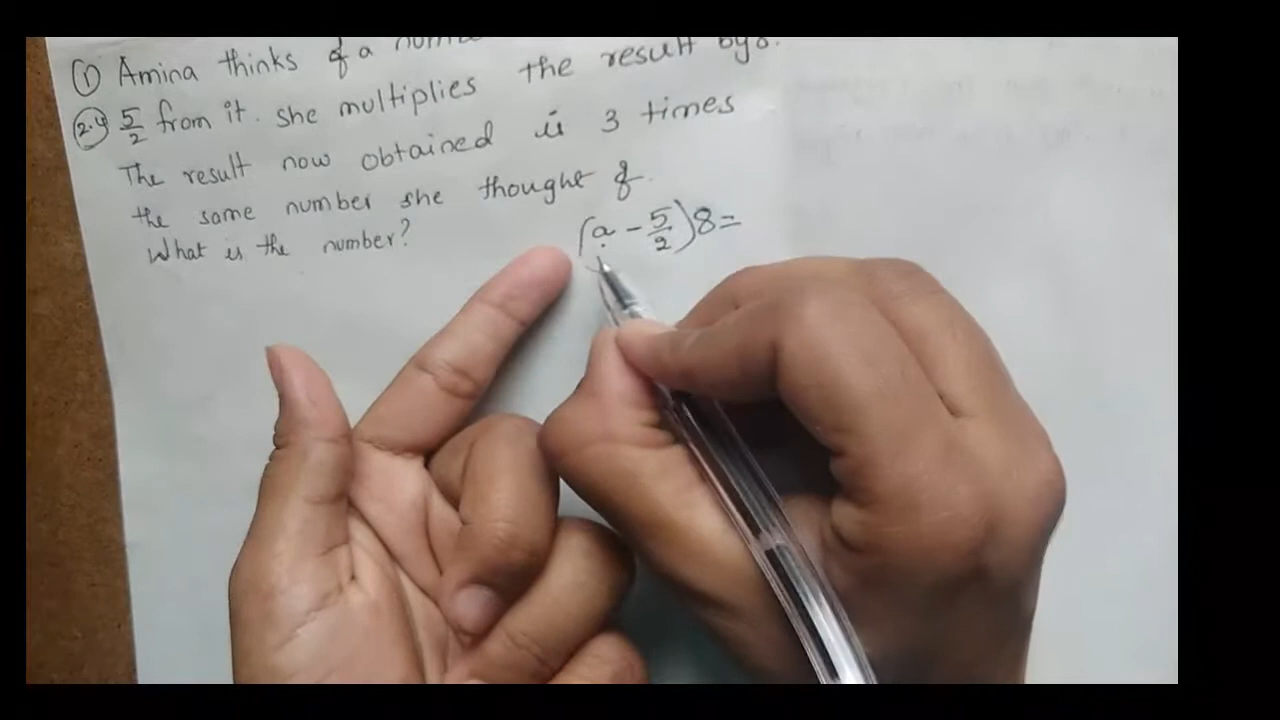 ① Amina thinks of a
2.4 5/2 from it. She multiplies the result by 8.
The result now obtained is 3 times
the same number she thought of.
What is the number?
(a - 5/2)8=